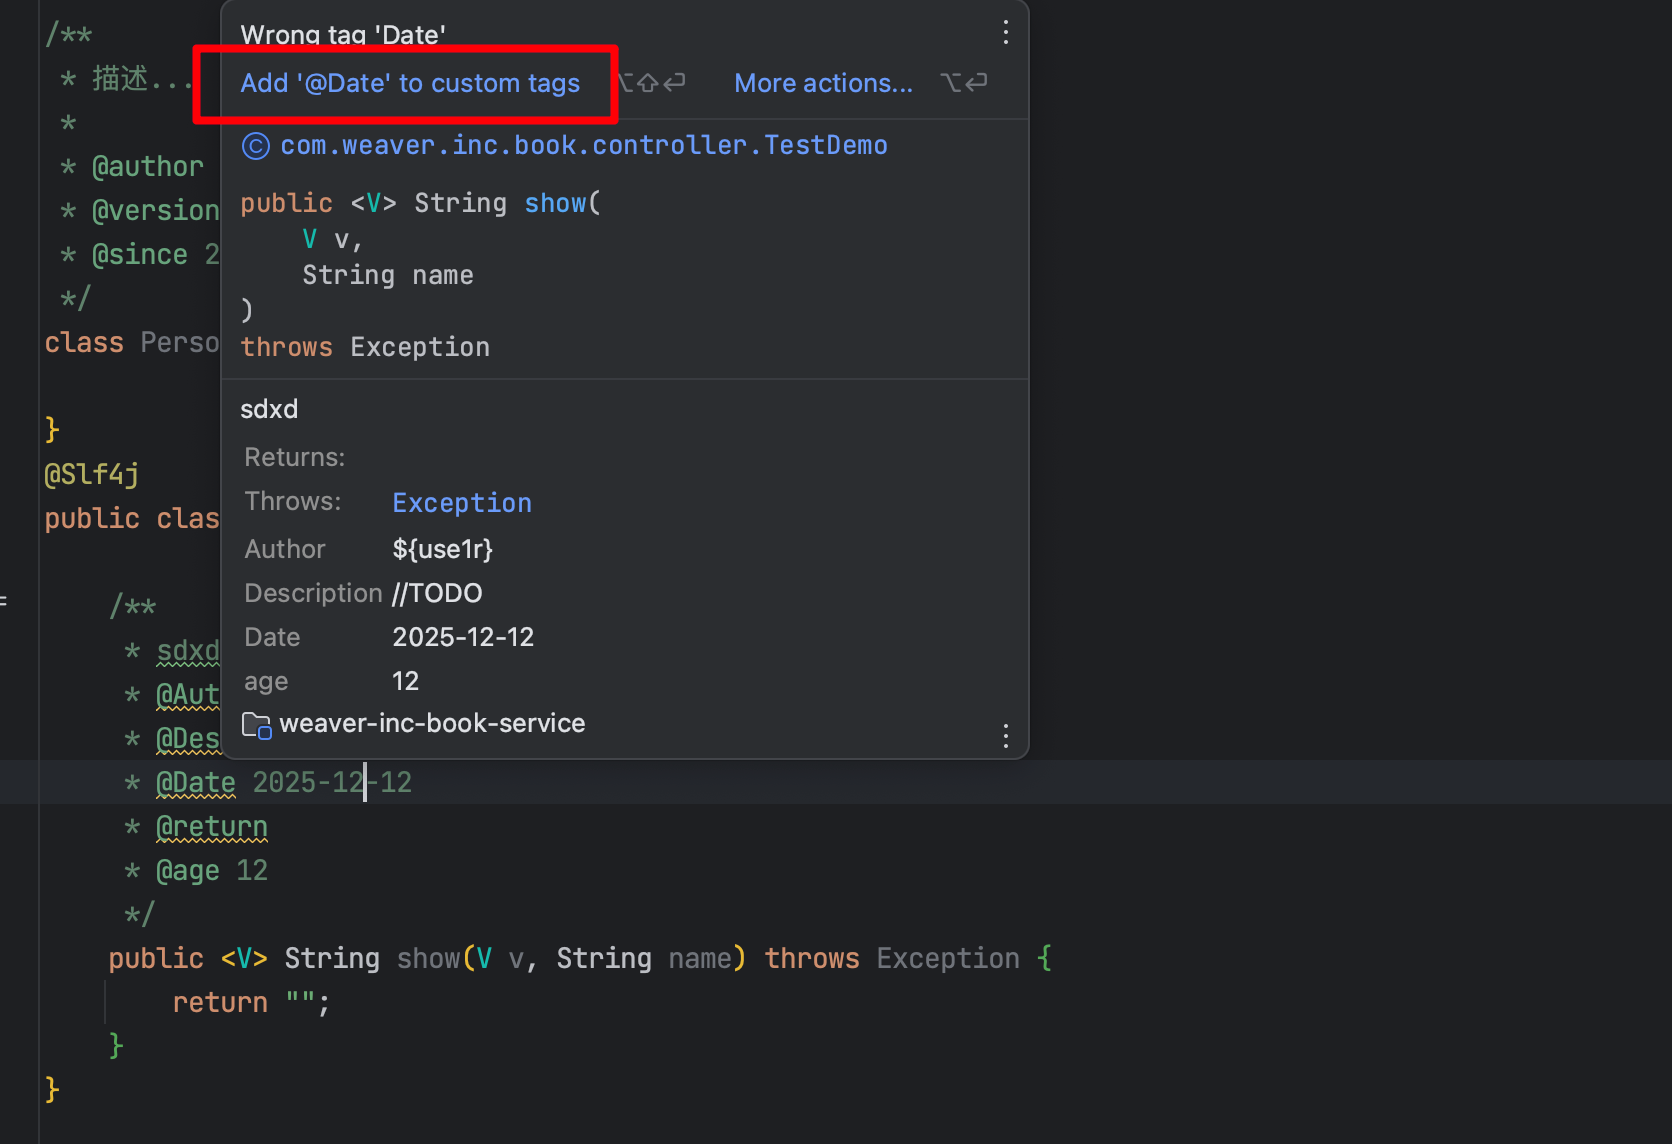 /**
* 描述...
*
* @author
* @version
* @since 2
*/
class Perso
}
@Slf4j
public clas
Wrong tag 'Date'
Add '@Date' to custom tags ⌥⇧⏎ More actions... ⌥⏎
com.weaver.inc.book.controller.TestDemo
public <V> String show(
V v,
String name
)
throws Exception
sdxd
Returns:
Throws: Exception
Author ${use1r}
Description //TODO
Date 2025-12-12
age 12
weaver-inc-book-service
/**
* sdxd
* @Aut
* @Des
* @Date 2025-12-12
* @return
* @age 12
*/
public <V> String show(V v, String name) throws Exception {
return "";
}
}